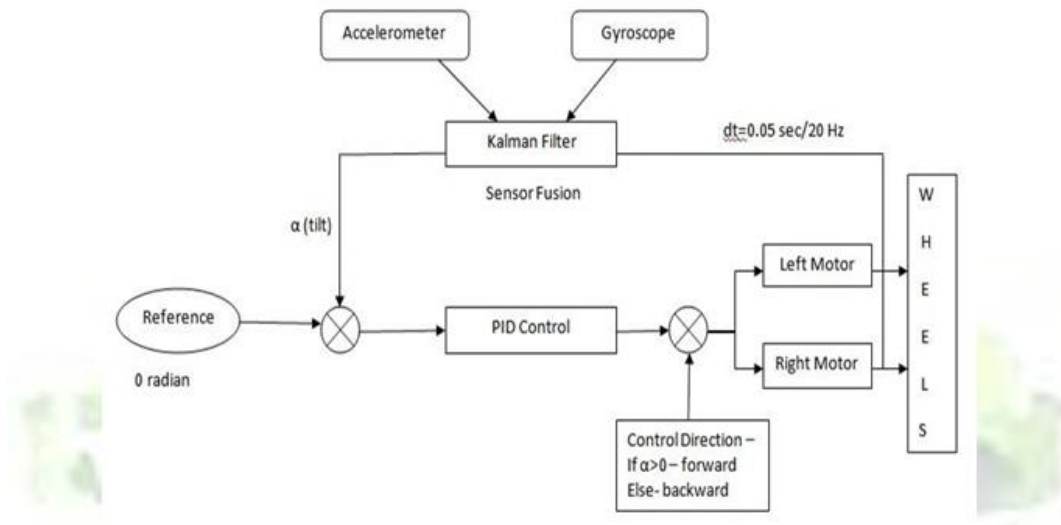 Accelerometer
Gyroscope
Kalman Filter
dt=0.05 sec/20 Hz
Sensor Fusion
α (tilt)
W
H
E
E
L
S
Left Motor
Reference
PID Control
Right Motor
0 radian
Control Direction –
If α>0 – forward
Else- backward